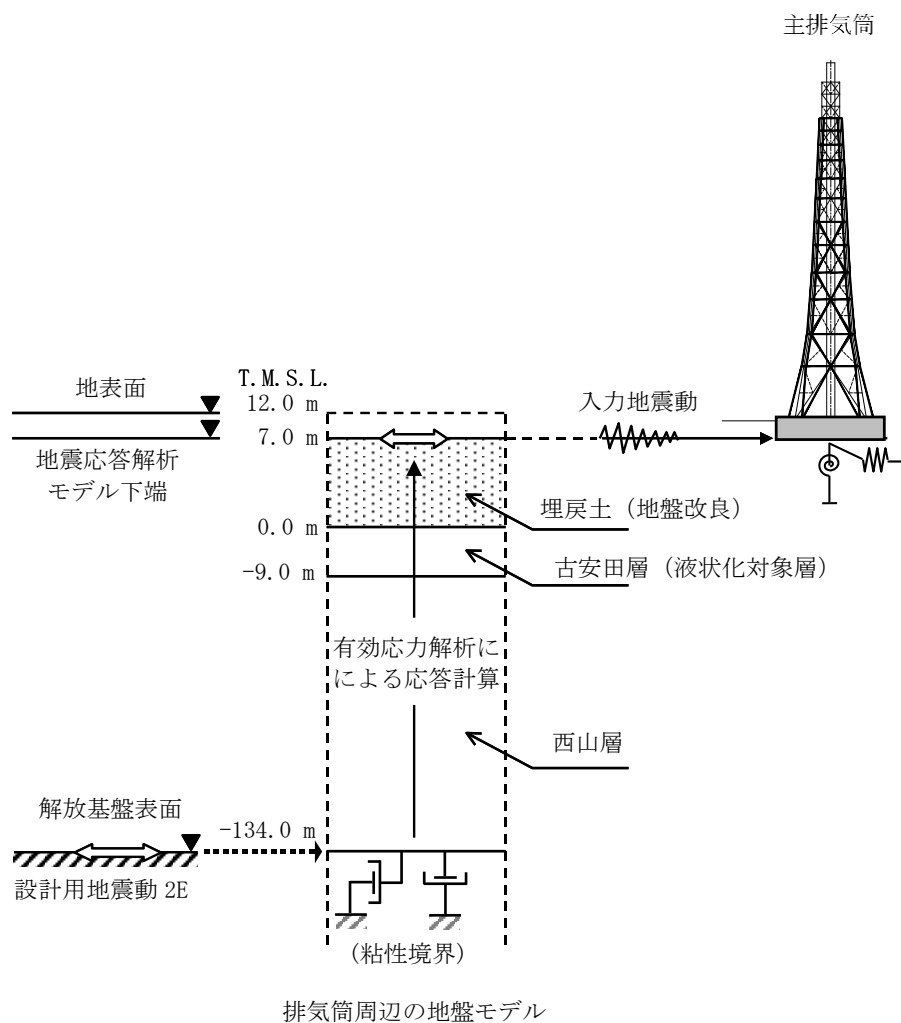 主排気筒
T.M.S.L.
地表面
12.0 m
7.0 m
入力地震動
地震応答解析
モデル下端
埋戻土（地盤改良）
0.0 m
古安田層（液状化対象層）
-9.0 m
有効応力解析に
による応答計算
西山層
解放基盤表面
-134.0 m
設計用地震動 2E
(粘性境界)
排気筒周辺の地盤モデル